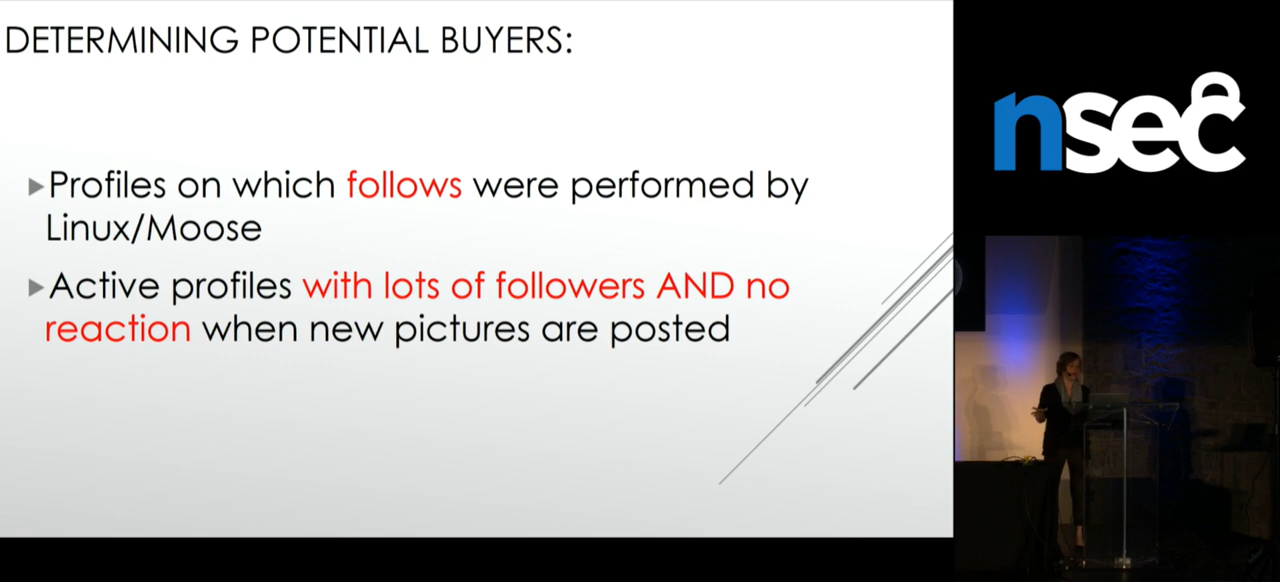 DETERMINING POTENTIAL BUYERS:
Profiles on which follows were performed by
Linux/Moose
Active profiles with lots of followers AND no
reaction when new pictures are posted
nsec